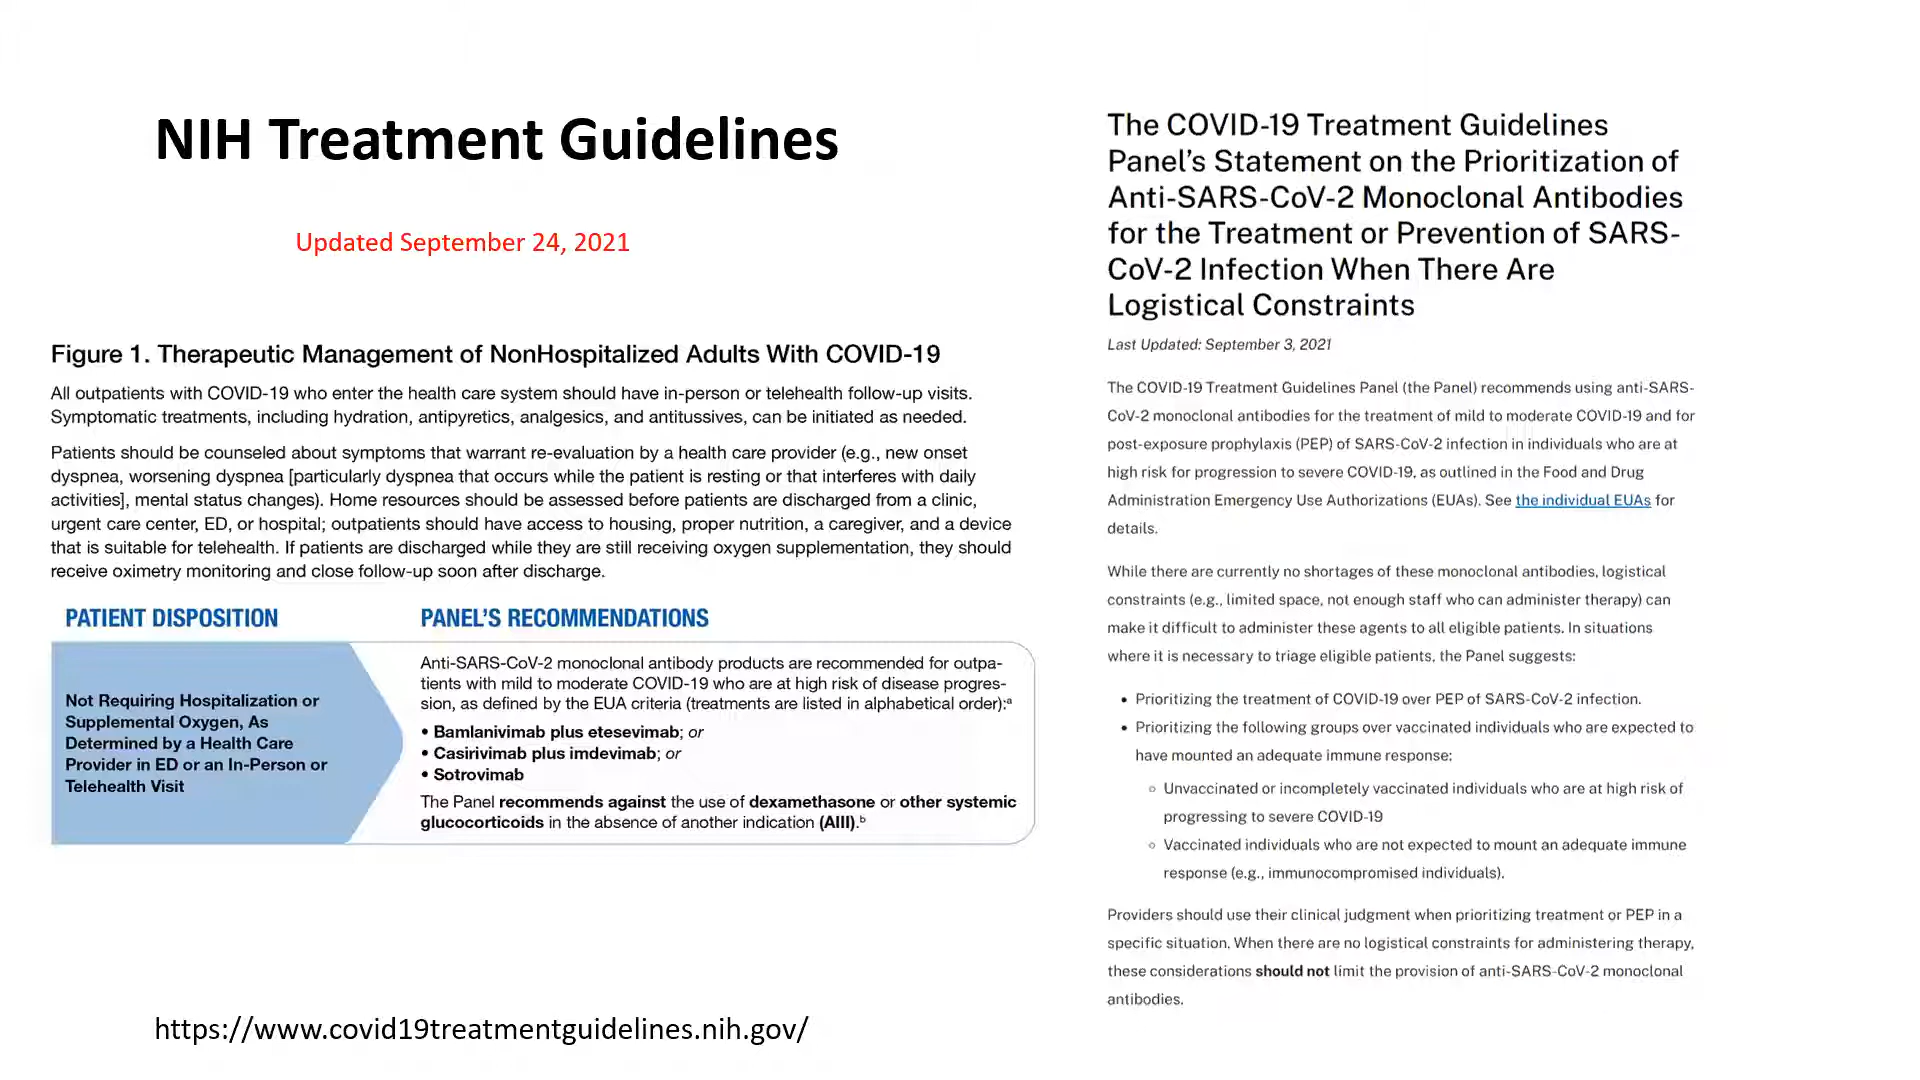 NIH Treatment Guidelines
Updated September 24, 2021
Figure 1. Therapeutic Management of NonHospitalized Adults With COVID-19
All outpatients with COVID-19 who enter the health care system should have in-person or telehealth follow-up visits.
Symptomatic treatments, including hydration, antipyretics, analgesics, and antitussives, can be initiated as needed.
Patients should be counseled about symptoms that warrant re-evaluation by a health care provider (e.g., new onset
dyspnea, worsening dyspnea [particularly dyspnea that occurs while the patient is resting or that interferes with daily
activities], mental status changes). Home resources should be assessed before patients are discharged from a clinic,
urgent care center, ED, or hospital; outpatients should have access to housing, proper nutrition, a caregiver, and a device
that is suitable for telehealth. If patients are discharged while they are still receiving oxygen supplementation, they should
receive oximetry monitoring and close follow-up soon after discharge.
PATIENT DISPOSITION
PANEL'S RECOMMENDATIONS
Not Requiring Hospitalization or
Supplemental Oxygen, As
Determined by a Health Care
Provider in ED or an In-Person or
Telehealth Visit
Anti-SARS-CoV-2 monoclonal antibody products are recommended for outpa-
tients with mild to moderate COVID-19 who are at high risk of disease progres-
sion, as defined by the EUA criteria (treatments are listed in alphabetical order):ᵃ
• Bamlanivimab plus etesevimab; or
• Casirivimab plus imdevimab; or
• Sotrovimab
The Panel recommends against the use of dexamethasone or other systemic
glucocorticoids in the absence of another indication (AIII).ᵇ
https://www.covid19treatmentguidelines.nih.gov/
The COVID-19 Treatment Guidelines
Panel's Statement on the Prioritization of
Anti-SARS-CoV-2 Monoclonal Antibodies
for the Treatment or Prevention of SARS-
CoV-2 Infection When There Are
Logistical Constraints
Last Updated: September 3, 2021
The COVID-19 Treatment Guidelines Panel (the Panel) recommends using anti-SARS-
CoV-2 monoclonal antibodies for the treatment of mild to moderate COVID-19 and for
post-exposure prophylaxis (PEP) of SARS-CoV-2 infection in individuals who are at
high risk for progression to severe COVID-19, as outlined in the Food and Drug
Administration Emergency Use Authorizations (EUAs). See the individual EUAs for
details.
While there are currently no shortages of these monoclonal antibodies, logistical
constraints (e.g., limited space, not enough staff who can administer therapy) can
make it difficult to administer these agents to all eligible patients. In situations
where it is necessary to triage eligible patients, the Panel suggests:
• Prioritizing the treatment of COVID-19 over PEP of SARS-CoV-2 infection.
• Prioritizing the following groups over vaccinated individuals who are expected to
have mounted an adequate immune response:
◦ Unvaccinated or incompletely vaccinated individuals who are at high risk of
progressing to severe COVID-19
◦ Vaccinated individuals who are not expected to mount an adequate immune
response (e.g., immunocompromised individuals).
Providers should use their clinical judgment when prioritizing treatment or PEP in a
specific situation. When there are no logistical constraints for administering therapy,
these considerations should not limit the provision of anti-SARS-CoV-2 monoclonal
antibodies.